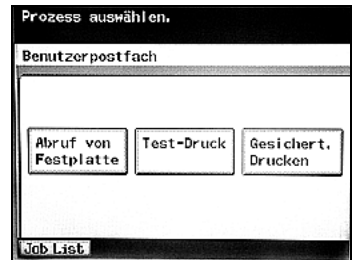 Prozess auswählen.
Benutzerpostfach
Abruf von
Festplatte
Test-Druck
Gesichert.
Drucken
Job List